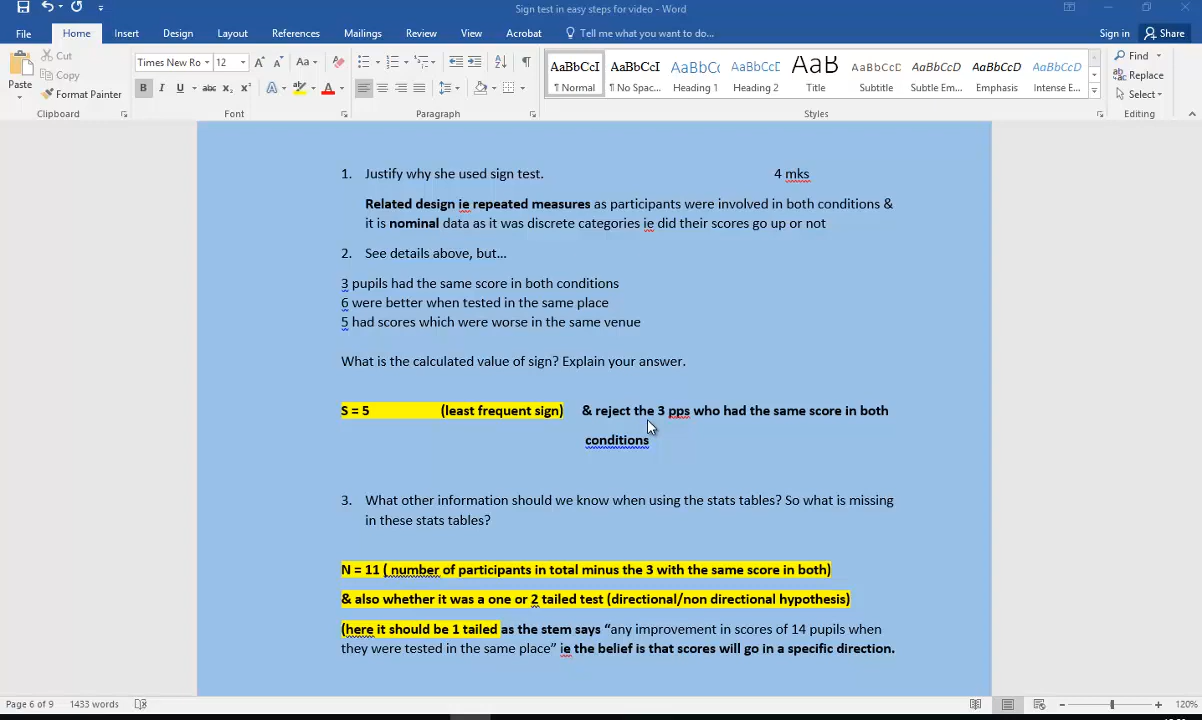 Sign test in easy steps for video - Word
File Home Insert Design Layout References Mailings Review View Acrobat Tell me what you want to do... Sign in Share
Cut
Copy
Paste
Format Painter
Clipboard
Times New Ro 12
B I U abc X₂ X²
Font
Paragraph
AaBbCcI AaBbCcI AaBbCc AaBbCcD AaB AaBbCcD AaBbCcD AaBbCcD AaBbCcD
¶ Normal ¶ No Spac... Heading 1 Heading 2 Title Subtitle Subtle Em... Emphasis Intense E...
Styles
Find
Replace
Select
Editing
1. Justify why she used sign test. 4 mks
Related design ie repeated measures as participants were involved in both conditions &
it is nominal data as it was discrete categories ie did their scores go up or not
2. See details above, but...
3 pupils had the same score in both conditions
6 were better when tested in the same place
5 had scores which were worse in the same venue
What is the calculated value of sign? Explain your answer.
S = 5 (least frequent sign) & reject the 3 pps who had the same score in both
conditions
3. What other information should we know when using the stats tables? So what is missing
in these stats tables?
N = 11 ( number of participants in total minus the 3 with the same score in both)
& also whether it was a one or 2 tailed test (directional/non directional hypothesis)
(here it should be 1 tailed as the stem says “any improvement in scores of 14 pupils when
they were tested in the same place” ie the belief is that scores will go in a specific direction.
Page 6 of 9 1433 words 120%